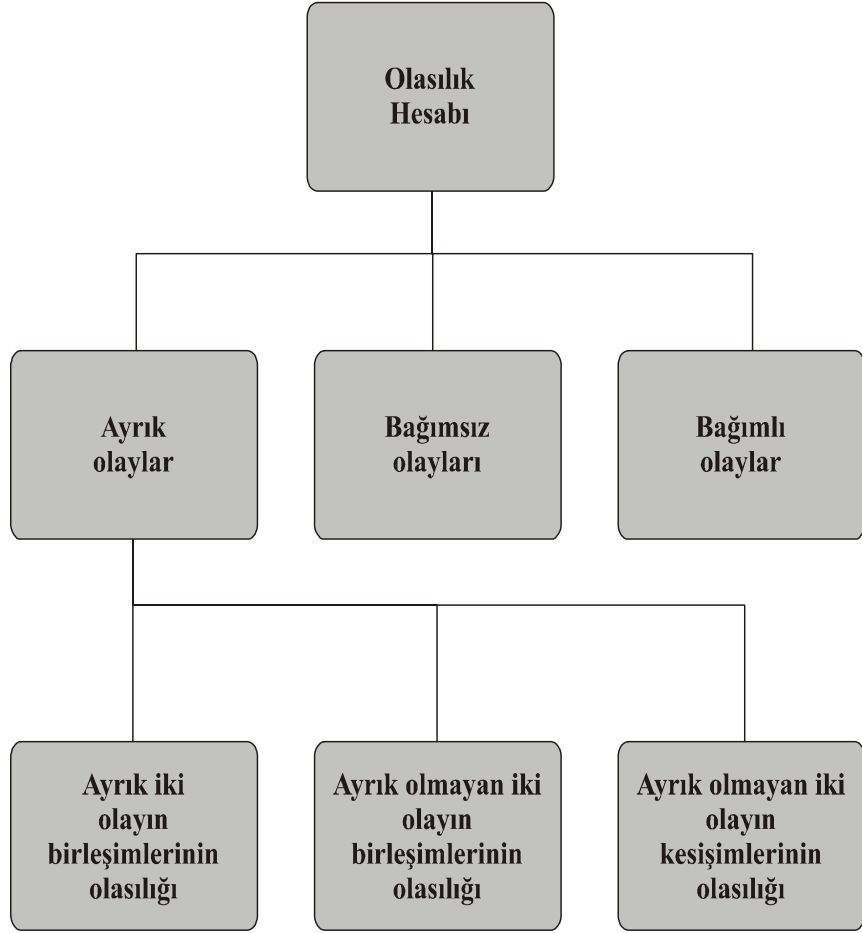 Olasılık
Hesabı
Ayrık
olaylar
Bağımsız
olayları
Bağımlı
olaylar
Ayrık iki
olayın
birleşimlerinin
olasılığı
Ayrık olmayan iki
olayın
birleşimlerinin
olasılığı
Ayrık olmayan iki
olayın
kesişimlerinin
olasılığı